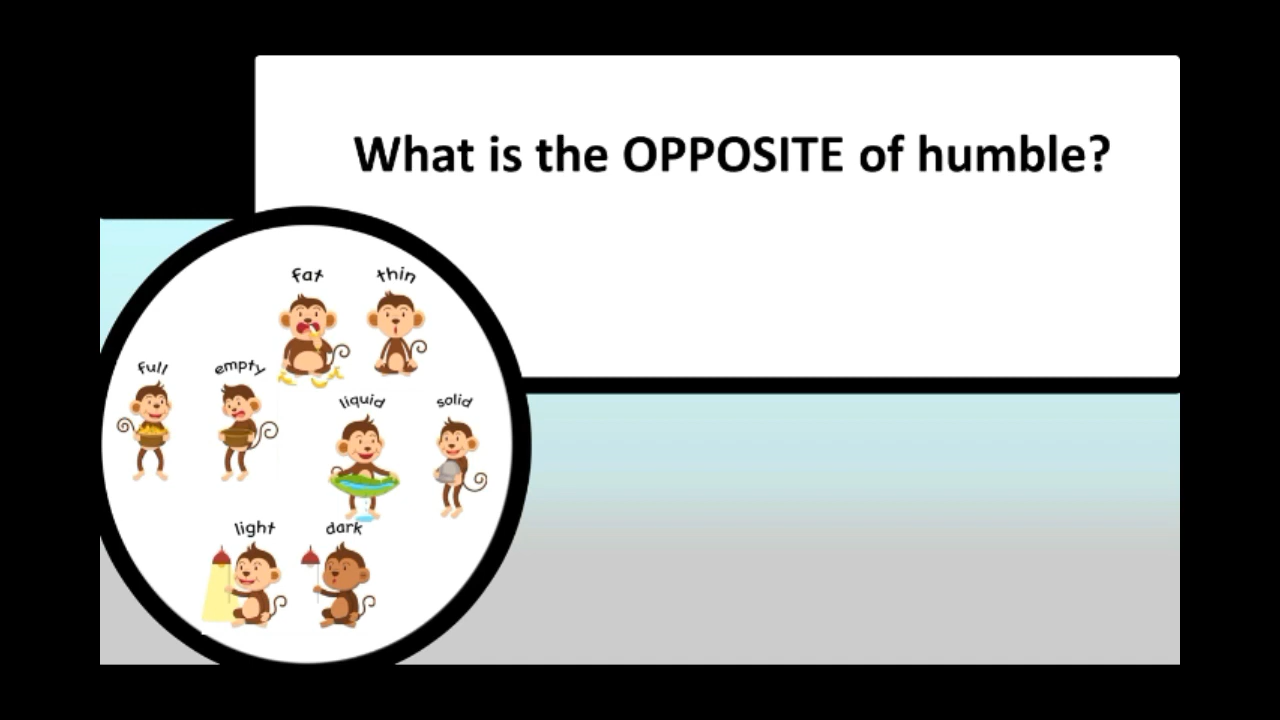 What is the OPPOSITE of humble?
fat thin
full empty
liquid solid
light dark